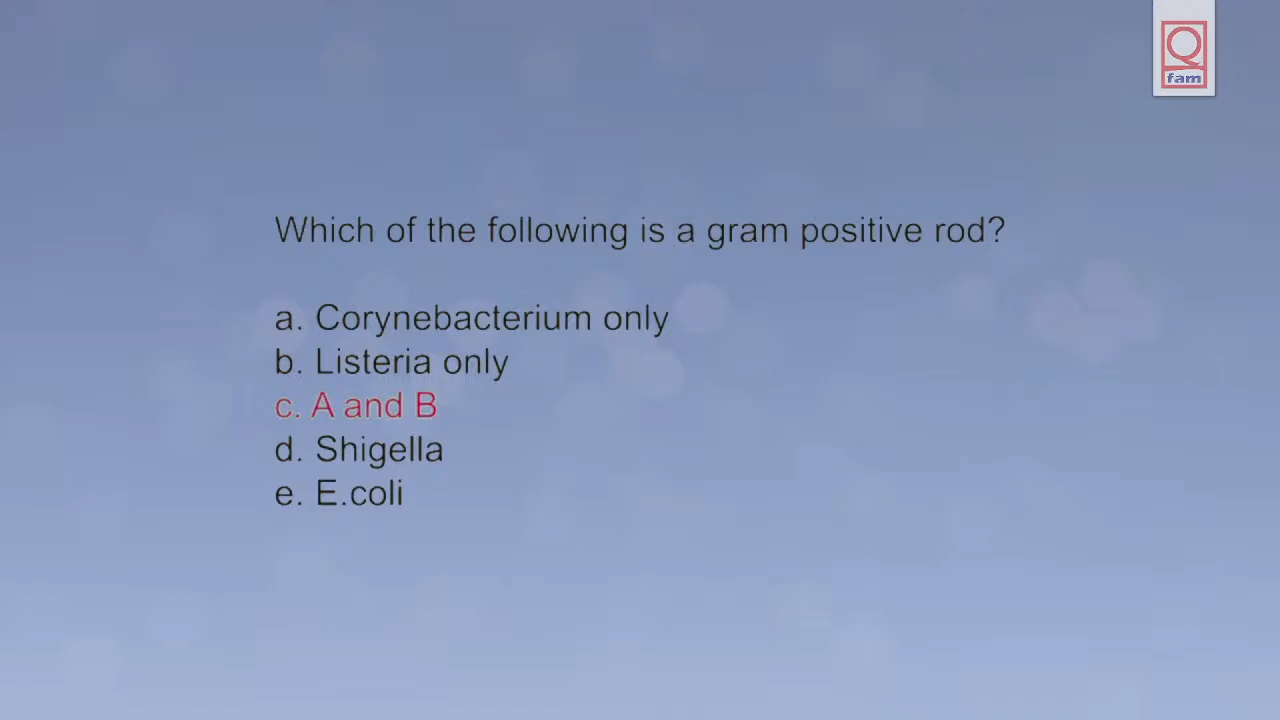 Q
fam
Which of the following is a gram positive rod?
a. Corynebacterium only
b. Listeria only
c. A and B
d. Shigella
e. E.coli